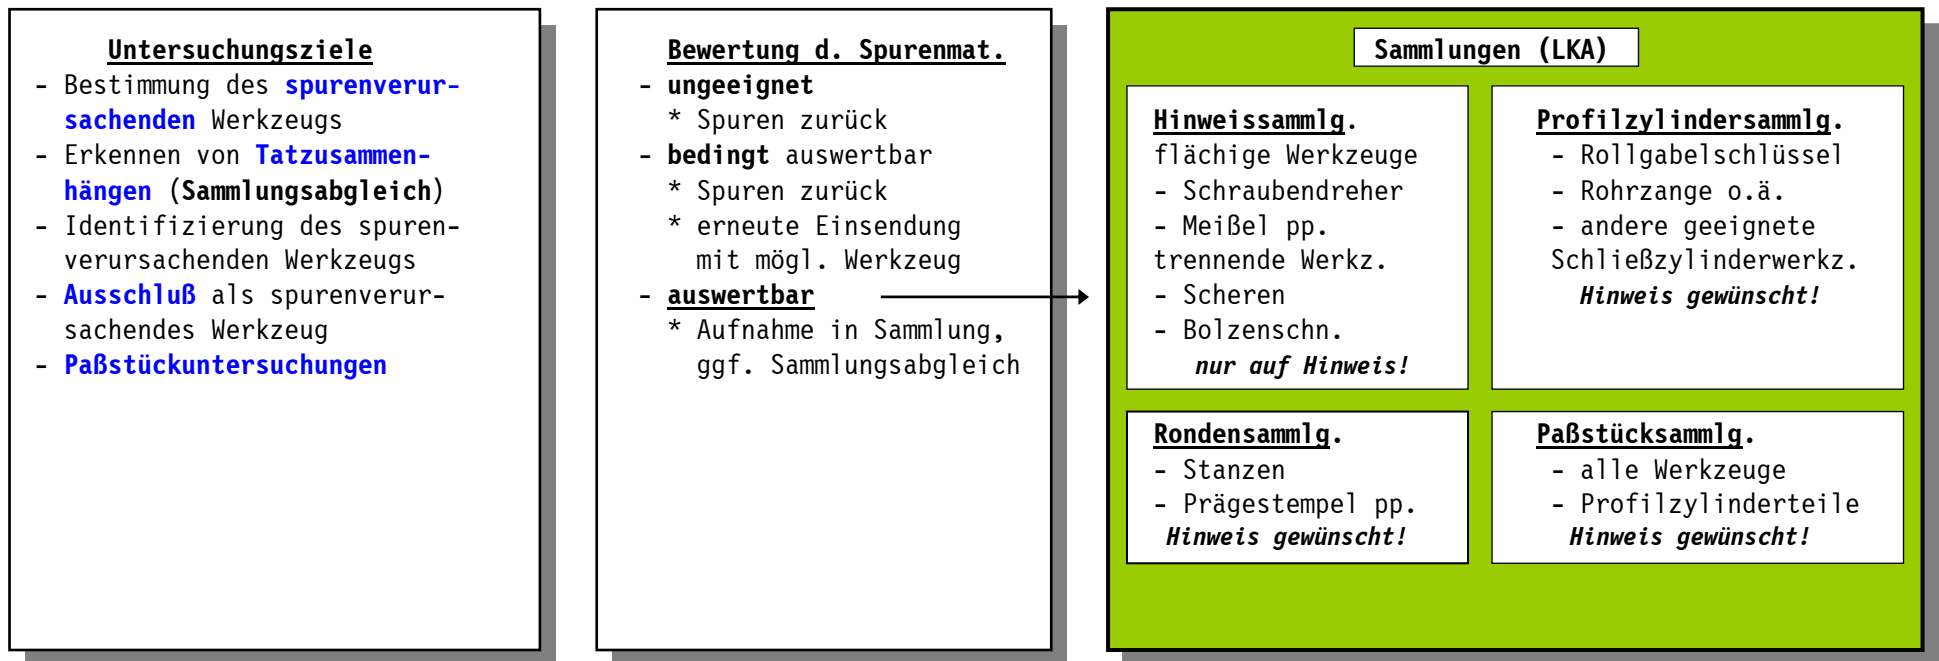 Untersuchungsziele
- Bestimmung des spurenverur-
sachenden Werkzeugs
- Erkennen von Tatzusammen-
hängen (Sammlungsabgleich)
- Identifizierung des spuren-
verursachenden Werkzeugs
- Ausschluß als spurenverur-
sachendes Werkzeug
- Paßstückuntersuchungen
Bewertung d. Spurenmat.
- ungeeignet
* Spuren zurück
- bedingt auswertbar
* Spuren zurück
* erneute Einsendung
mit mögl. Werkzeug
- auswertbar
* Aufnahme in Sammlung,
ggf. Sammlungsabgleich
Sammlungen (LKA)
Hinweissammlg.
flächige Werkzeuge
- Schraubendreher
- Meißel pp.
trennende Werkz.
- Scheren
- Bolzenschn.
nur auf Hinweis!
Profilzylindersammlg.
- Rollgabelschlüssel
- Rohrzange o.ä.
- andere geeignete
Schließzylinderwerkz.
Hinweis gewünscht!
Rondensammlg.
- Stanzen
- Prägestempel pp.
Hinweis gewünscht!
Paßstücksammlg.
- alle Werkzeuge
- Profilzylinderteile
Hinweis gewünscht!